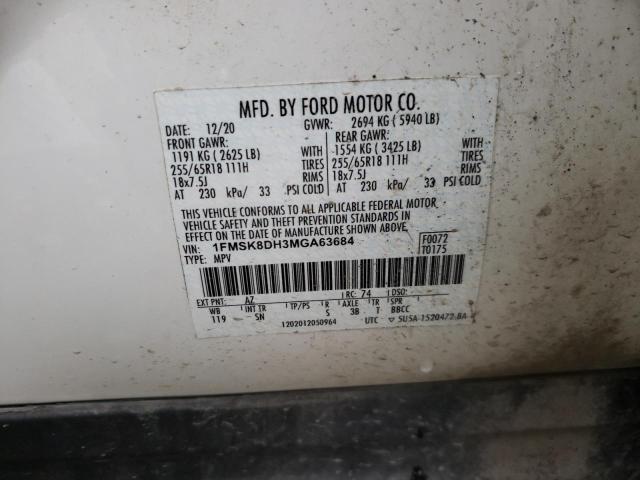 MFD. BY FORD MOTOR CO.
DATE: 12/20 GVWR: 2694 KG ( 5940 LB)
FRONT GAWR: REAR GAWR:
1191 KG ( 2625 LB) WITH 1554 KG ( 3425 LB) WITH
255/65R18 111H TIRES 255/65R18 111H TIRES
18x7.5J RIMS 18x7.5J RIMS
AT 230 kPa/ 33 PSI COLD AT 230 kPa/ 33 PSI COLD
THIS VEHICLE CONFORMS TO ALL APPLICABLE FEDERAL MOTOR
VEHICLE SAFETY AND THEFT PREVENTION STANDARDS IN
EFFECT ON THE DATE OF MANUFACTURE SHOWN ABOVE.
VIN: 1FMSK8DH3MGA63684 F0072
TYPE: MPV T0175
EXT PNT: AZ RC: 74 DSO:
WB INT TR TP/PS R AXLE TR SPR
119 SN S 3B T BBCC
1202012050964 UTC ▽ 5U5A-1520472-BA